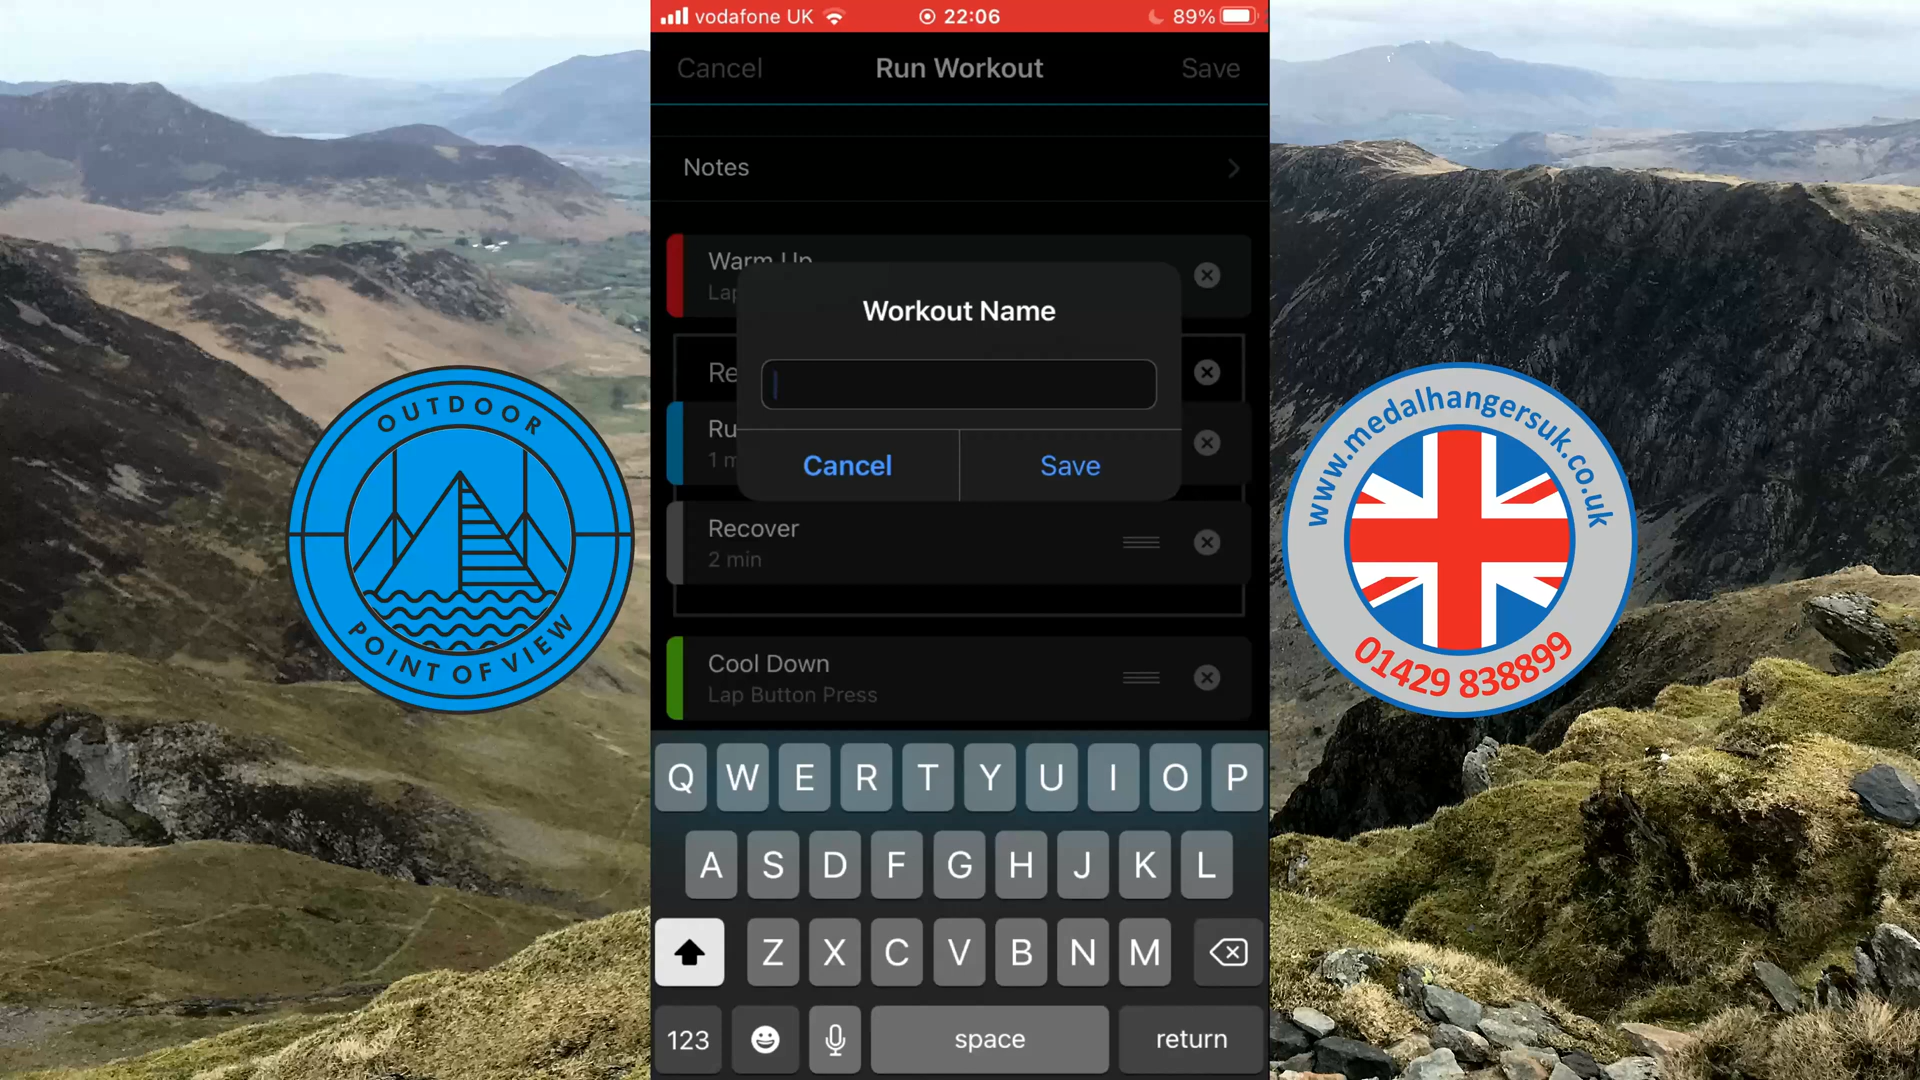 vodafone UK
22:06
89%
Cancel
Run Workout
Save
Notes
Warm Up
Lap
Workout Name
Re
Ru
1 m
Cancel
Save
Recover
2 min
Cool Down
Lap Button Press
Q W E R T Y U I O P
A S D F G H J K L
Z X C V B N M
123
space
return
OUTDOOR
POINT OF VIEW
www.medalhangersuk.co.uk
01429 838899